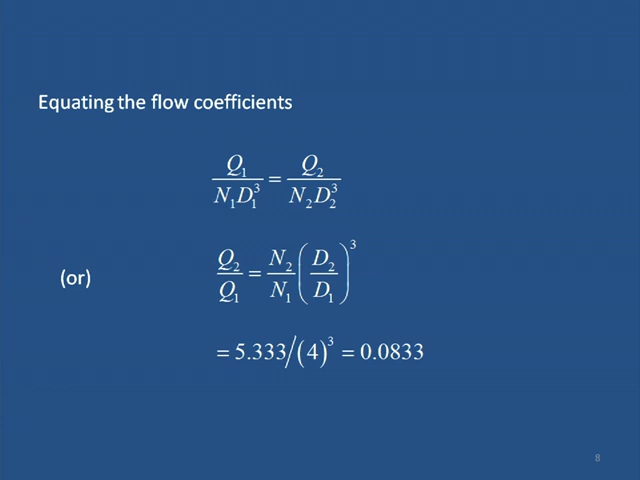 Equating the flow coefficients
Q₁/(N₁D₁³) = Q₂/(N₂D₂³)
(or) Q₂/Q₁ = N₂/N₁ (D₂/D₁)³
= 5.333/(4)³ = 0.0833
8